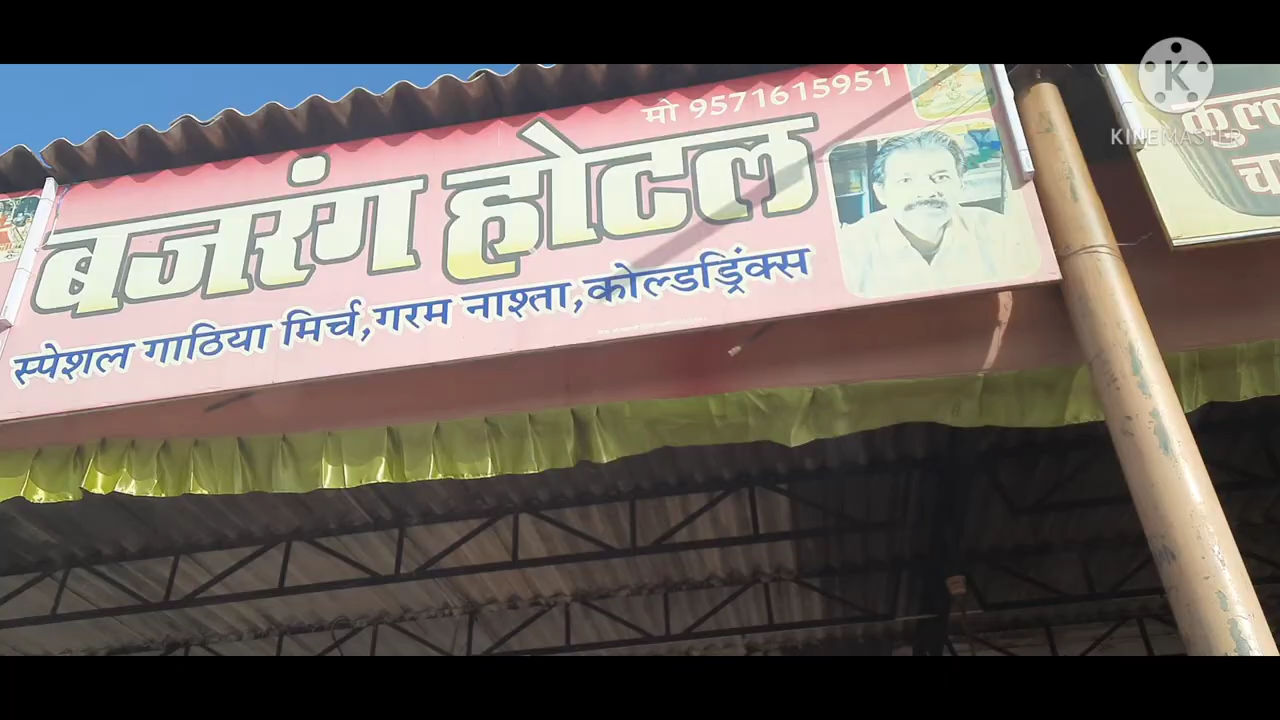 मो 9571615951
बजरंग होटल
स्पेशल गाठिया मिर्च,गरम नाश्ता,कोल्डड्रिंक्स
K
KINEMASTER